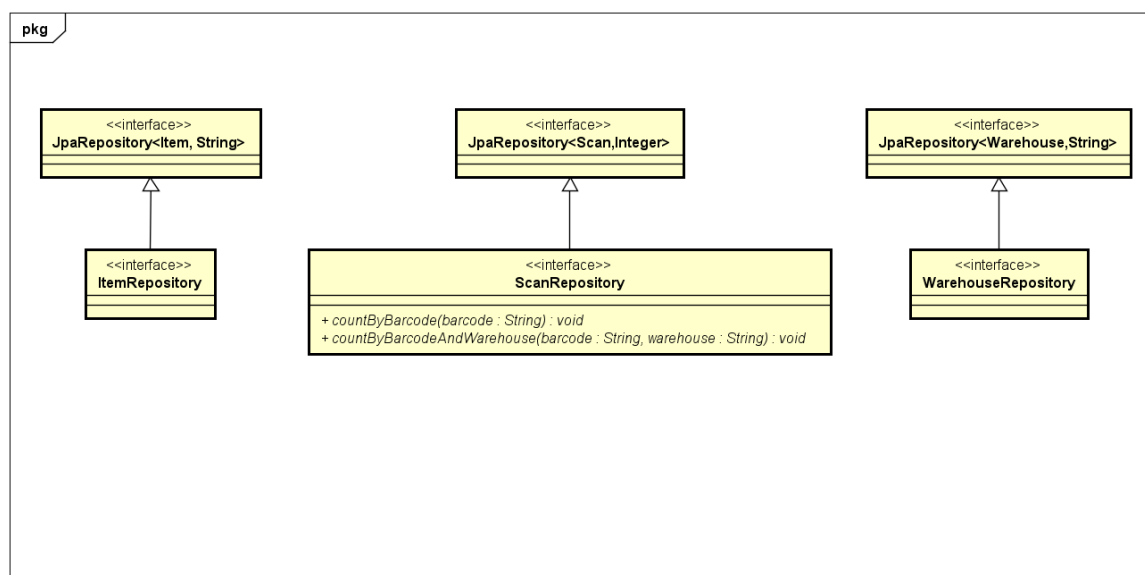 pkg
<<interface>>
JpaRepository<Item, String>
<<interface>>
JpaRepository<Scan,Integer>
<<interface>>
JpaRepository<Warehouse,String>
<<interface>>
ItemRepository
<<interface>>
ScanRepository
+ countByBarcode(barcode : String) : void
+ countByBarcodeAndWarehouse(barcode : String, warehouse : String) : void
<<interface>>
WarehouseRepository